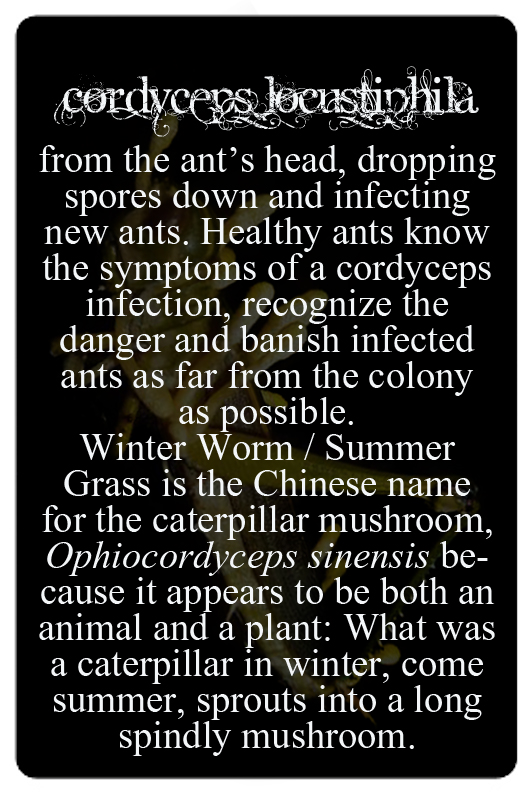 cordyceps locustiphila
from the ant’s head, dropping
spores down and infecting
new ants. Healthy ants know
the symptoms of a cordyceps
infection, recognize the
danger and banish infected
ants as far from the colony
as possible.
Winter Worm / Summer
Grass is the Chinese name
for the caterpillar mushroom,
Ophiocordyceps sinensis be-
cause it appears to be both an
animal and a plant: What was
a caterpillar in winter, come
summer, sprouts into a long
spindly mushroom.